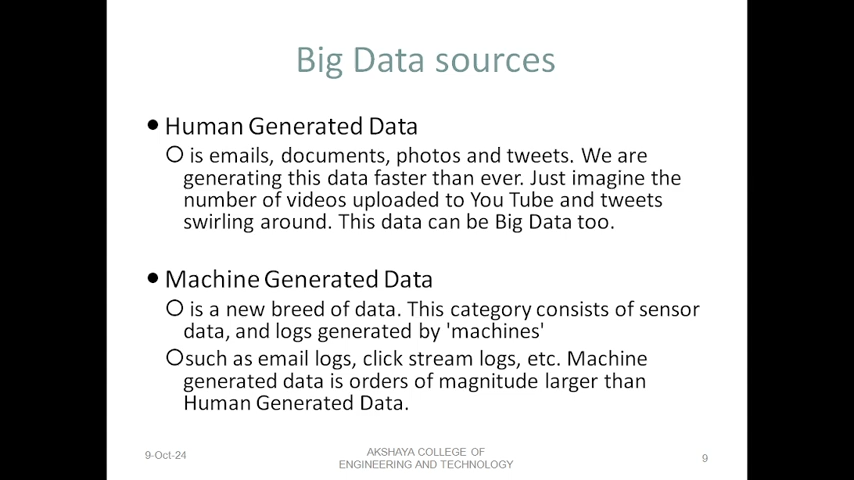 Big Data sources
• Human Generated Data
○ is emails, documents, photos and tweets. We are
generating this data faster than ever. Just imagine the
number of videos uploaded to You Tube and tweets
swirling around. This data can be Big Data too.
• Machine Generated Data
○ is a new breed of data. This category consists of sensor
data, and logs generated by 'machines'
○such as email logs, click stream logs, etc. Machine
generated data is orders of magnitude larger than
Human Generated Data.
9-Oct-24
AKSHAYA COLLEGE OF
ENGINEERING AND TECHNOLOGY
9